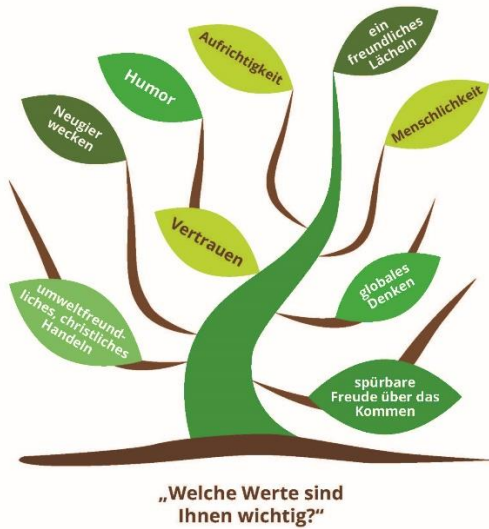 ein
freundliches
Lächeln
Aufrichtigkeit
Humor
Neugier
wecken
Menschlichkeit
Vertrauen
globales
Denken
umweltfreund-
liches, christliches
Handeln
spürbare
Freude über das
Kommen
„Welche Werte sind
Ihnen wichtig?“